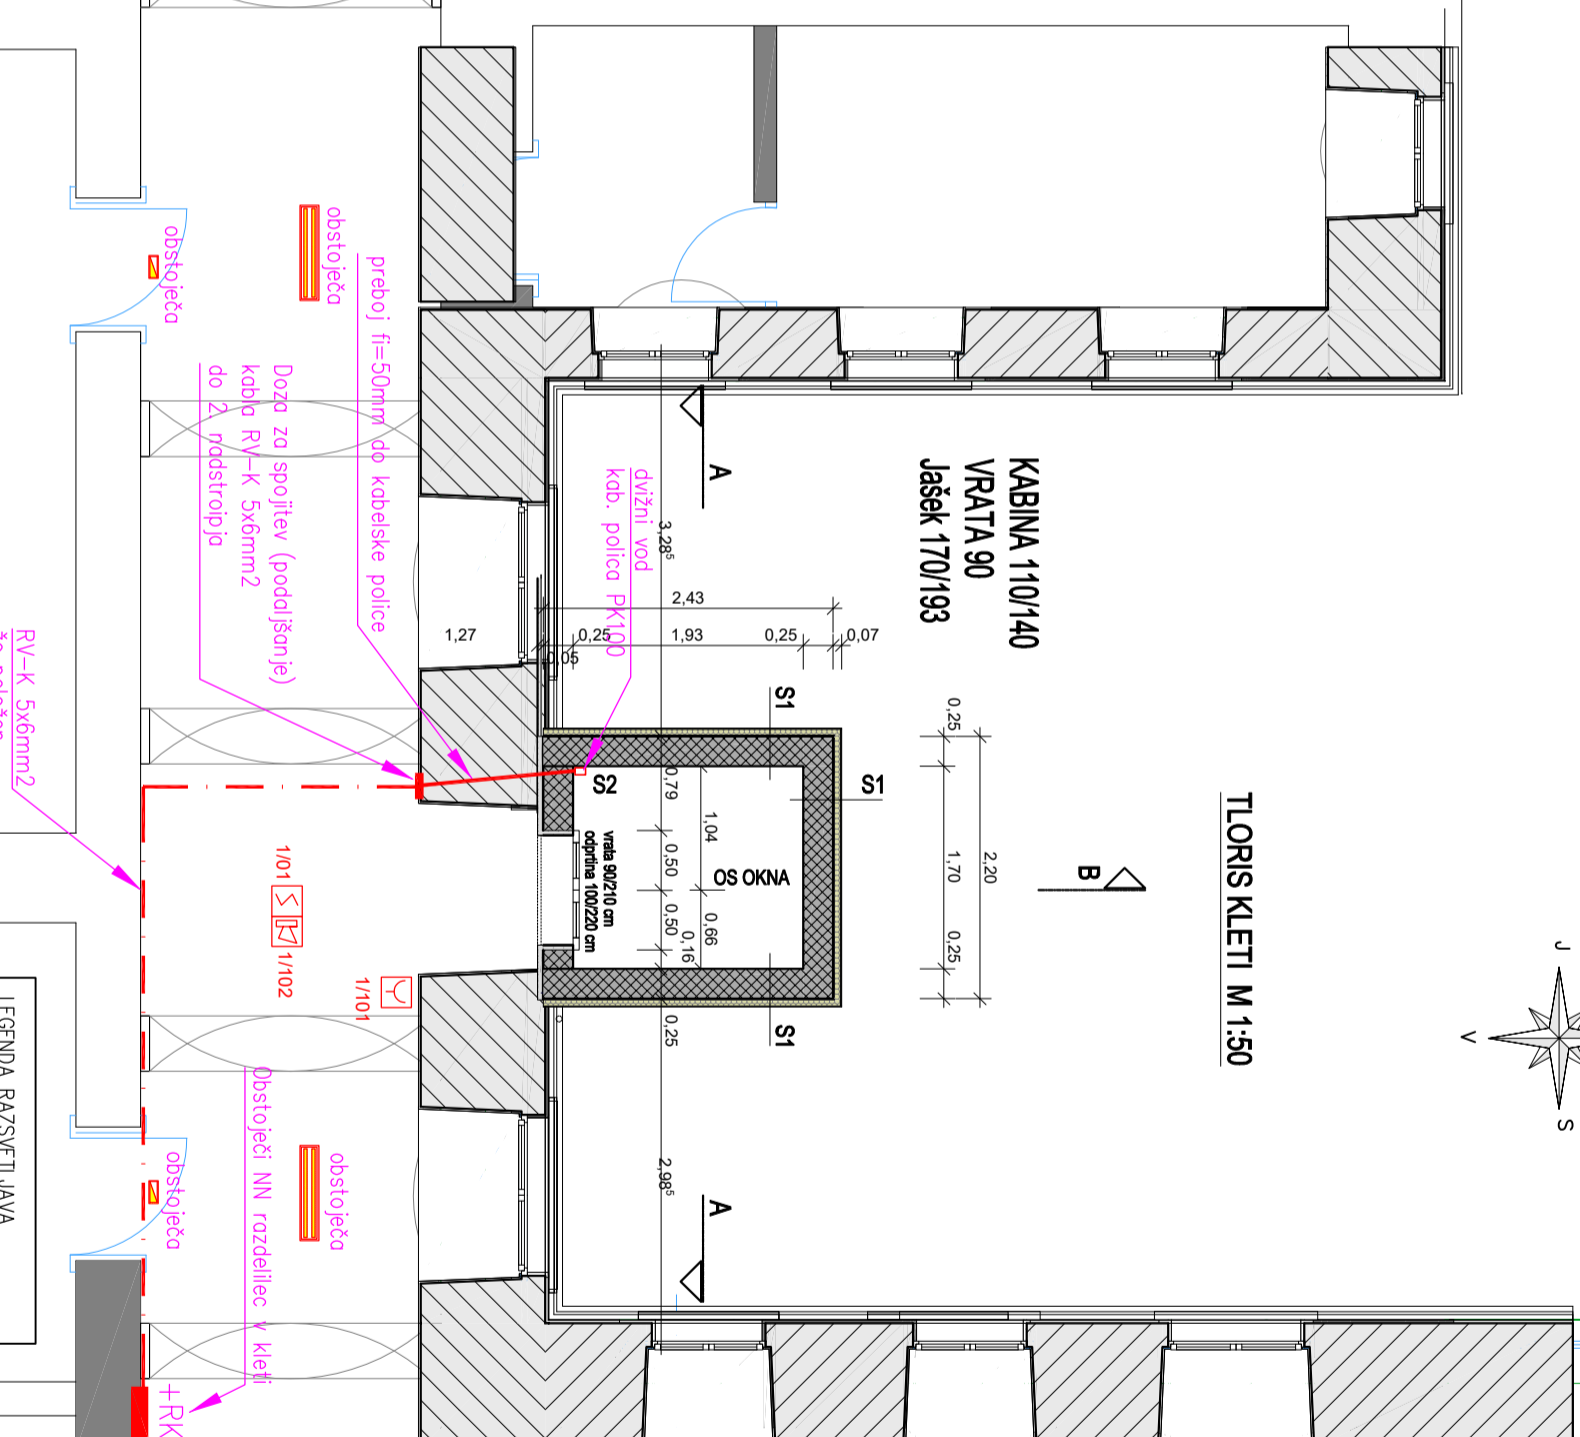 TLORIS KLETI M 1:50
KABINA 110/140
VRATA 90
Jašek 170/193
J
V
S
A
A
B
S1
S1
S1
S2
OS OKNA
vrata 90/210 cm
odprtina 100/220 cm
3,28⁵
2,43
1,27
0,25
1,93
0,25
0,07
0,05
0,25
1,70
0,25
2,20
0,79
0,50
0,50
1,04
0,66
0,16
0,25
2,98⁵
dvižni vod
kab. polica PK100
preboj fi=50mm do kabelske police
Doza za spojitev (podaljšanje)
kabla RV-K 5x6mm2
do 2. nadstroipja
obstoječa
obstoječa
obstoječa
obstoječa
RV-K 5x6mm2
1/01
1/102
1/101
Obstoječi NN razdelilec v kleti
+RK
LEGENDA RAZSVETLJAVA